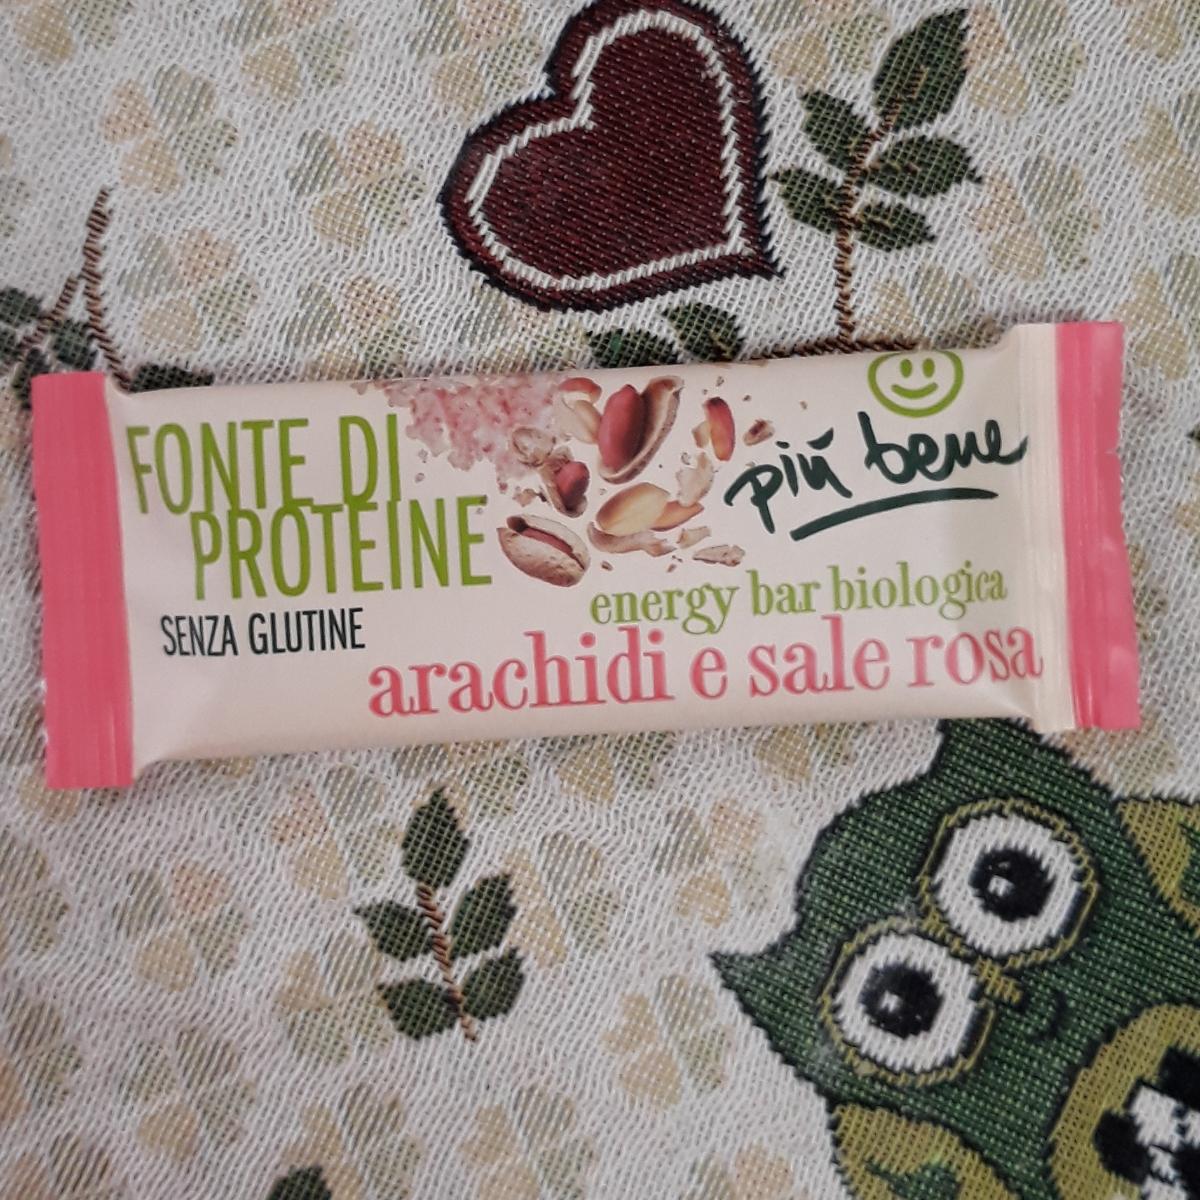 FONTE DI
PROTEINE
SENZA GLUTINE
più bene
energy bar biologica
arachidi e sale rosa